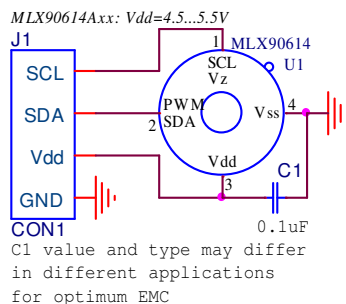 MLX90614Axx: Vdd=4.5...5.5V
J1
1
MLX90614
U1
SCL
SCL
Vz
SDA
PWM
SDA
2
Vss
4
Vdd
Vdd
3
C1
GND
0.1uF
CON1
C1 value and type may differ
in different applications
for optimum EMC